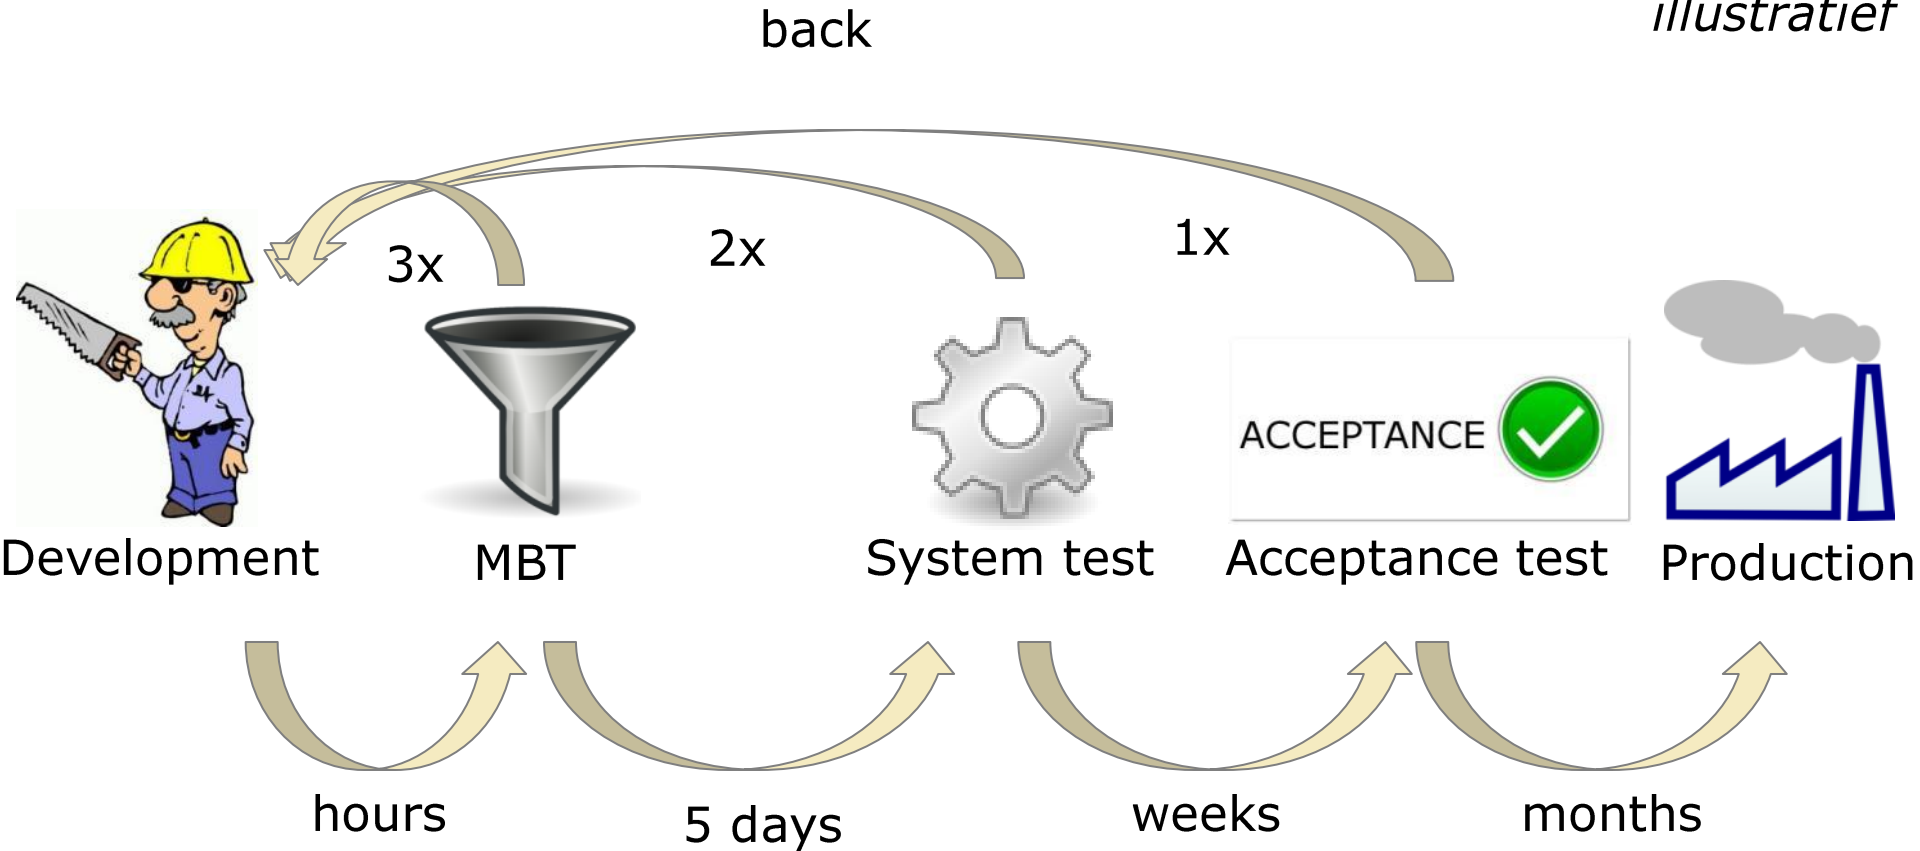 back
illustratief
3x
2x
1x
ACCEPTANCE
Development
MBT
System test
Acceptance test
Production
hours
5 days
weeks
months